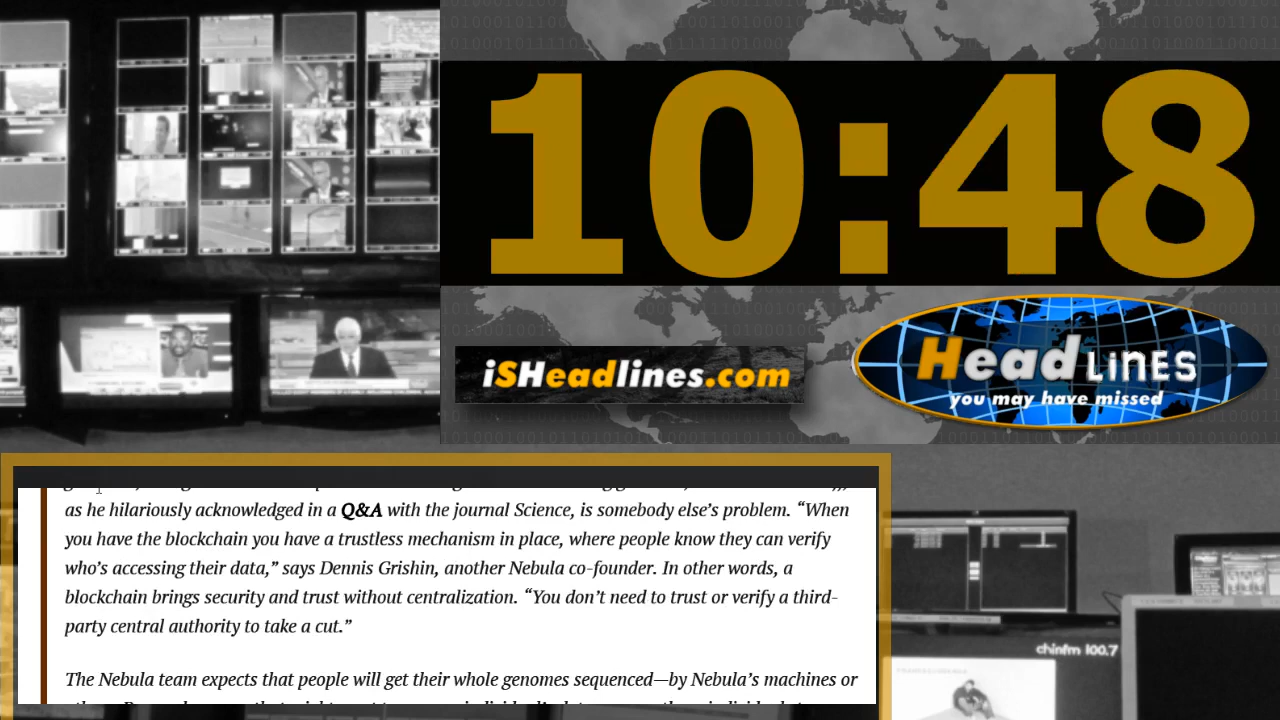 10:48
iSHeadlines.com
HeadLINES
you may have missed
as he hilariously acknowledged in a Q&A with the journal Science, is somebody else's problem. “When
you have the blockchain you have a trustless mechanism in place, where people know they can verify
who's accessing their data,” says Dennis Grishin, another Nebula co-founder. In other words, a
blockchain brings security and trust without centralization. “You don't need to trust or verify a third-
party central authority to take a cut.”
The Nebula team expects that people will get their whole genomes sequenced—by Nebula's machines or
chinfm 100.7